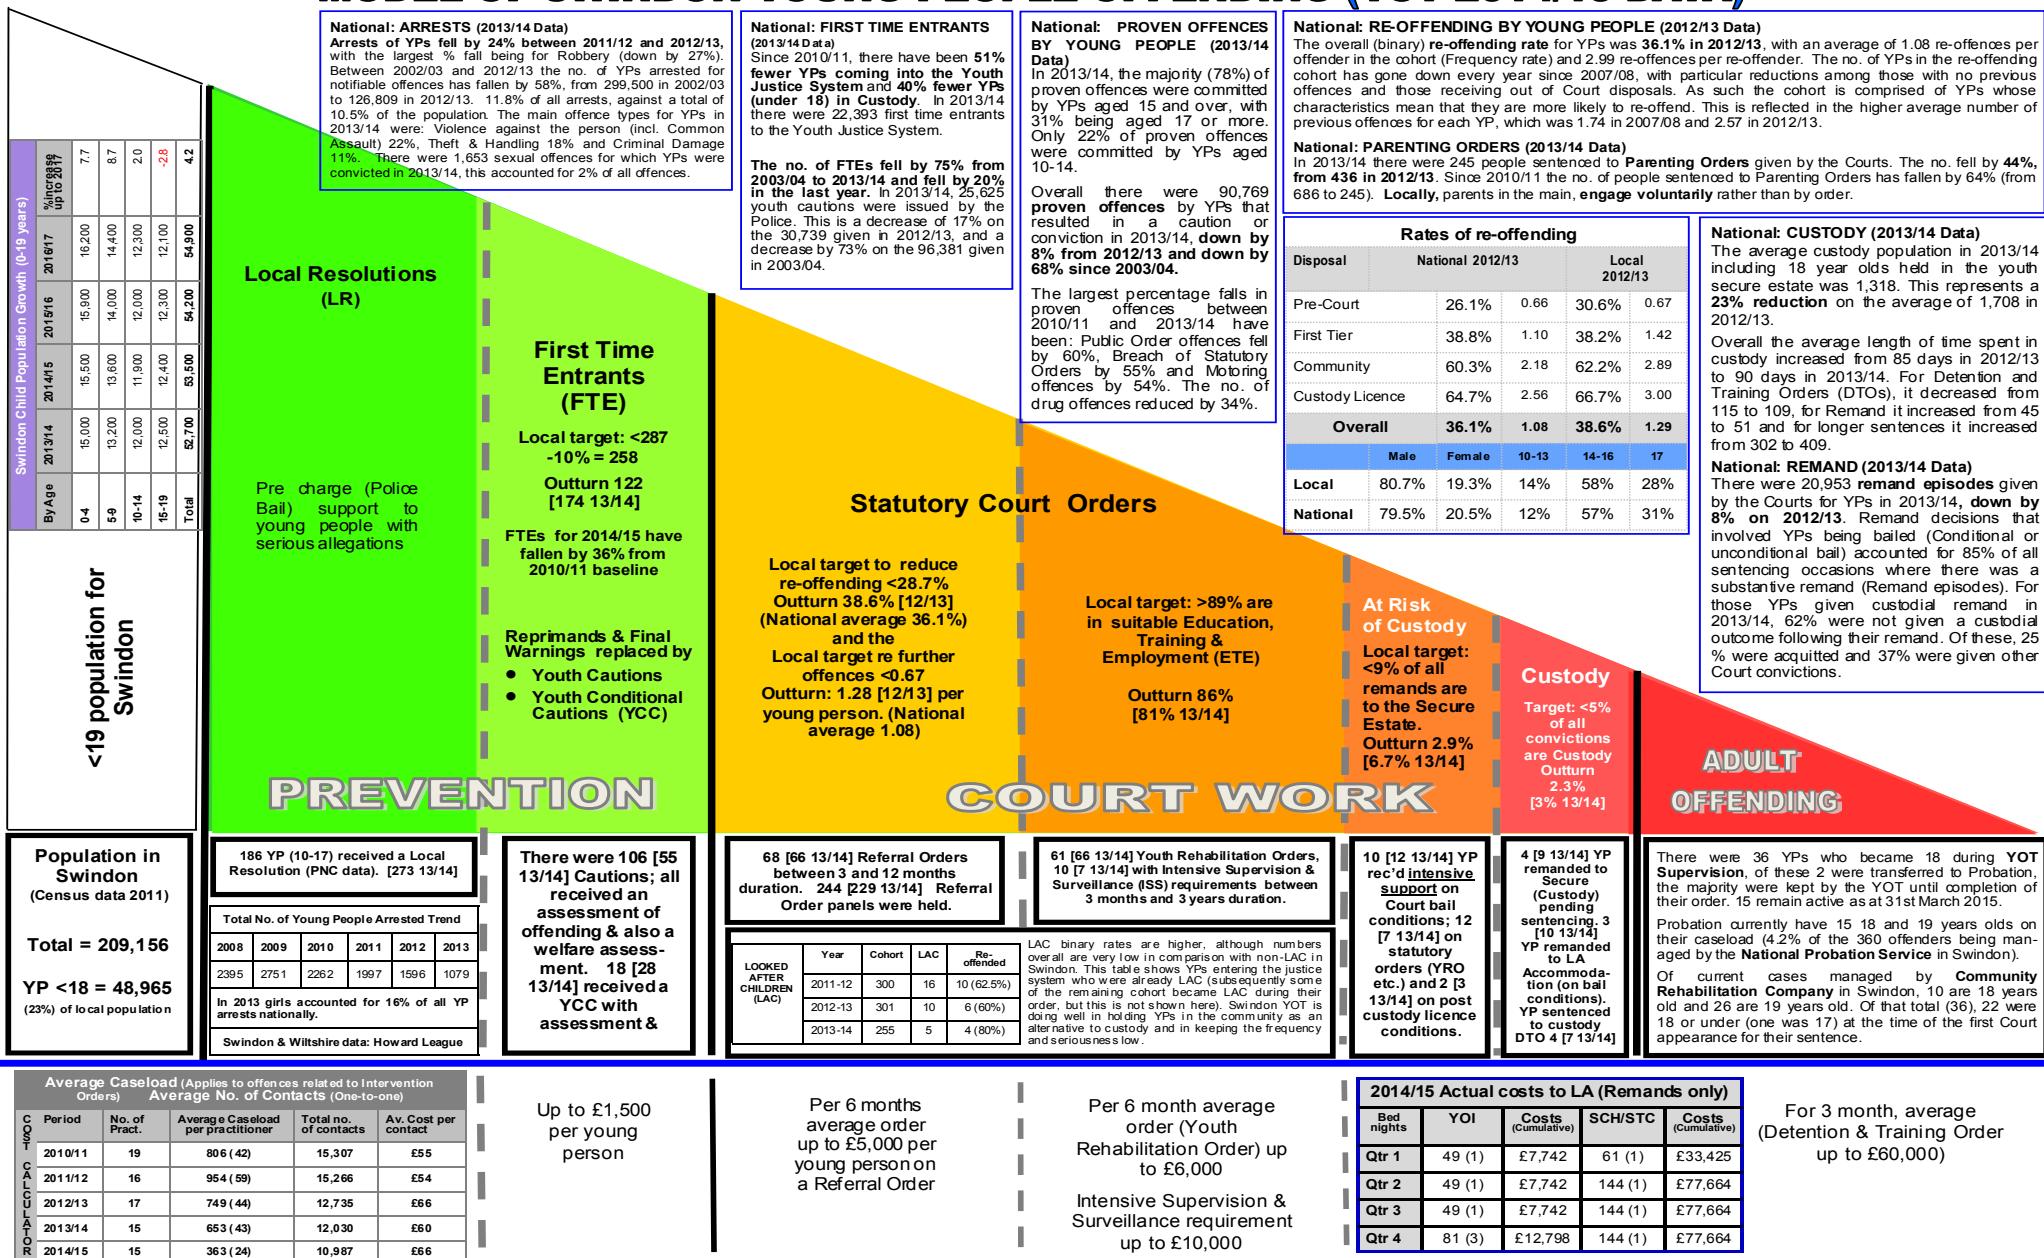 MODEL OF SWINDON YOUNG PEOPLE OFFENDING
National: ARRESTS (2013/14 Data)
Arrests of YPs fell by 24% between 2011/12 and 2012/13,
with the largest % fall being for Robbery (down by 27%).
Between 2002/03 and 2012/13 the no. of YPs arrested for
notifiable offences has fallen by 58%, from 299,500 in 2002/03
to 126,809 in 2012/13. 11.8% of all arrests, against a total of
10.5% of the population. The main offence types for YPs in
2013/14 were: Violence against the person (incl. Common
Assault) 22%, Theft & Handling 18% and Criminal Damage
11%. There were 1,653 sexual offences for which YPs were
convicted in 2013/14, this accounted for 2% of all offences.
National: FIRST TIME ENTRANTS
(2013/14 Data)
Since 2010/11, there have been 51%
fewer YPs coming into the Youth
Justice System and 40% fewer YPs
(under 18) in Custody. In 2013/14
there were 22,393 first time entrants
to the Youth Justice System.
The no. of FTEs fell by 75% from
2003/04 to 2013/14 and fell by 20%
in the last year. In 2013/14, 25,625
youth cautions were issued by the
Police. This is a decrease of 17% on
the 30,739 given in 2012/13, and a
decrease by 73% on the 96,381 given
in 2003/04.
National: PROVEN OFFENCES
BY YOUNG PEOPLE (2013/14
Data)
In 2013/14, the majority (78%) of
proven offences were committed
by YPs aged 15 and over, with
31% being aged 17 or more.
Only 22% of proven offences
were committed by YPs aged
10-14.
Overall there were 90,769
proven offences by YPs that
resulted in a caution or
conviction in 2013/14, down by
8% from 2012/13 and down by
68% since 2003/04.
The largest percentage falls in
proven offences between
2010/11 and 2013/14 have
been: Public Order offences fell
by 60%, Breach of Statutory
Orders by 55% and Motoring
offences by 54%. The no. of
drug offences reduced by 34%.
National: RE-OFFENDING BY YOUNG PEOPLE (2012/13 Data)
The overall (binary) re-offending rate for YPs was 36.1% in 2012/13, with an average of 1.08 re-offences per
offender in the cohort (Frequency rate) and 2.99 re-offences per re-offender. The no. of YPs in the re-offending
cohort has gone down every year since 2007/08, with particular reductions among those with no previous
offences and those receiving out of Court disposals. As such the cohort is comprised of YPs whose
characteristics mean that they are more likely to re-offend. This is reflected in the higher average number of
previous offences for each YP, which was 1.74 in 2007/08 and 2.57 in 2012/13.
National: PARENTING ORDERS (2013/14 Data)
In 2013/14 there were 245 people sentenced to Parenting Orders given by the Courts. The no. fell by 44%,
from 436 in 2012/13. Since 2010/11 the no. of people sentenced to Parenting Orders has fallen by 64% (from
686 to 245). Locally, parents in the main, engage voluntarily rather than by order.
Rates of re-offending
Disposal National 2012/13 Local 2012/13
Pre-Court 26.1% 0.66 30.6% 0.67
First Tier 38.8% 1.10 38.2% 1.42
Community 60.3% 2.18 62.2% 2.89
Custody Licence 64.7% 2.56 66.7% 3.00
Overall 36.1% 1.08 38.6% 1.29
Male Female 10-13 14-16 17
Local 80.7% 19.3% 14% 58% 28%
National 79.5% 20.5% 12% 57% 31%
National: CUSTODY (2013/14 Data)
The average custody population in 2013/14
including 18 year olds held in the youth
secure estate was 1,318. This represents a
23% reduction on the average of 1,708 in
2012/13.
Overall the average length of time spent in
custody increased from 85 days in 2012/13
to 90 days in 2013/14. For Detention and
Training Orders (DTOs), it decreased from
115 to 109, for Remand it increased from 45
to 51 and for longer sentences it increased
from 302 to 409.
National: REMAND (2013/14 Data)
There were 20,953 remand episodes given
by the Courts for YPs in 2013/14, down by
8% on 2012/13. Remand decisions that
involved YPs being bailed (Conditional or
unconditional bail) accounted for 85% of all
sentencing occasions where there was a
substantive remand (Remand episodes). For
those YPs given custodial remand in
2013/14, 62% were not given a custodial
outcome following their remand. Of these, 25
% were acquitted and 37% were given other
Court convictions.
Swindon Child Population Growth (0-19 years)
By Age 2013/14 2014/15 2015/16 2016/17 %increase up to 2017
0-4 15,000 15,500 15,900 16,200 7.7
5-9 13,200 13,600 14,000 14,400 8.7
10-14 12,000 11,900 12,000 12,300 2.0
15-19 12,500 12,400 12,300 12,100 -2.8
Total 52,700 53,500 54,200 54,900 4.2
<19 population for
Swindon
Local Resolutions
(LR)
Pre charge (Police
Bail) support to
young people with
serious allegations
First Time
Entrants
(FTE)
Local target: <287
-10% = 258
Outturn 122
[174 13/14]
FTEs for 2014/15 have
fallen by 36% from
2010/11 baseline
Reprimands & Final
Warnings replaced by
● Youth Cautions
● Youth Conditional
Cautions (YCC)
PREVENTION
Statutory Court Orders
Local target to reduce
re-offending <28.7%
Outturn 38.6% [12/13]
(National average 36.1%)
and the
Local target re further
offences <0.67
Outturn: 1.28 [12/13] per
young person. (National
average 1.08)
Local target: >89% are
in suitable Education,
Training &
Employment (ETE)
Outturn 86%
[81% 13/14]
COURT WORK
At Risk
of Custody
Local target:
<9% of all
remands are
to the Secure
Estate.
Outturn 2.9%
[6.7% 13/14]
Custody
Target: <5%
of all
convictions
are Custody
Outturn
2.3%
[3% 13/14]
ADULT
OFFENDING
Population in
Swindon
(Census data 2011)
Total = 209,156
YP <18 = 48,965
(23%) of local population
186 YP (10-17) received a Local
Resolution (PNC data). [273 13/14]
Total No. of Young People Arrested Trend
2008 2009 2010 2011 2012 2013
2395 2751 2262 1997 1596 1079
In 2013 girls accounted for 16% of all YP
arrests nationally.
Swindon & Wiltshire data: Howard League
There were 106 [55
13/14] Cautions; all
received an
assessment of
offending & also a
welfare assess-
ment. 18 [28
13/14] received a
YCC with
assessment &
68 [66 13/14] Referral Orders
between 3 and 12 months
duration. 244 [229 13/14] Referral
Order panels were held.
61 [66 13/14] Youth Rehabilitation Orders,
10 [7 13/14] with Intensive Supervision &
Surveillance (ISS) requirements between
3 months and 3 years duration.
LOOKED
AFTER
CHILDREN
(LAC)
Year Cohort LAC Re-offended
2011-12 300 16 10 (62.5%)
2012-13 301 10 6 (60%)
2013-14 255 5 4 (80%)
LAC binary rates are higher, although numbers
overall are very low in comparison with non-LAC in
Swindon. This table shows YPs entering the justice
system who were already LAC (subsequently some
of the remaining cohort became LAC during their
order, but this is not shown here). Swindon YOT is
doing well in holding YPs in the community as an
alternative to custody and in keeping the frequency
and seriousness low.
10 [12 13/14] YP
rec'd intensive
support on
Court bail
conditions; 12
[7 13/14] on
statutory
orders (YRO
etc.) and 2 [3
13/14] on post
custody licence
conditions.
4 [9 13/14] YP
remanded to
Secure
(Custody)
pending
sentencing. 3
[10 13/14]
YP remanded
to LA
Accommoda-
tion (on bail
conditions).
YP sentenced
to custody
DTO 4 [7 13/14]
There were 36 YPs who became 18 during YOT
Supervision, of these 2 were transferred to Probation,
the majority were kept by the YOT until completion of
their order. 15 remain active as at 31st March 2015.
Probation currently have 15 18 and 19 years olds on
their caseload (4.2% of the 360 offenders being man-
aged by the National Probation Service in Swindon).
Of current cases managed by Community
Rehabilitation Company in Swindon, 10 are 18 years
old and 26 are 19 years old. Of that total (36), 22 were
18 or under (one was 17) at the time of the first Court
appearance for their sentence.
COST CALCULATOR
Average Caseload (Applies to offences related to Intervention
Orders) Average No. of Contacts (One-to-one)
Period No. of Pract. Average Caseload per practitioner Total no. of contacts Av. Cost per contact
2010/11 19 806 (42) 15,307 £55
2011/12 16 954 (59) 15,266 £54
2012/13 17 749 (44) 12,735 £66
2013/14 15 653 (43) 12,030 £60
2014/15 15 363 (24) 10,987 £66
Up to £1,500
per young
person
Per 6 months
average order
up to £5,000 per
young person on
a Referral Order
Per 6 month average
order (Youth
Rehabilitation Order) up
to £6,000
Intensive Supervision &
Surveillance requirement
up to £10,000
2014/15 Actual costs to LA (Remands only)
Bed nights YOI Costs (Cumulative) SCH/STC Costs (Cumulative)
Qtr 1 49 (1) £7,742 61 (1) £33,425
Qtr 2 49 (1) £7,742 144 (1) £77,664
Qtr 3 49 (1) £7,742 144 (1) £77,664
Qtr 4 81 (3) £12,798 144 (1) £77,664
For 3 month, average
(Detention & Training Order
up to £60,000)